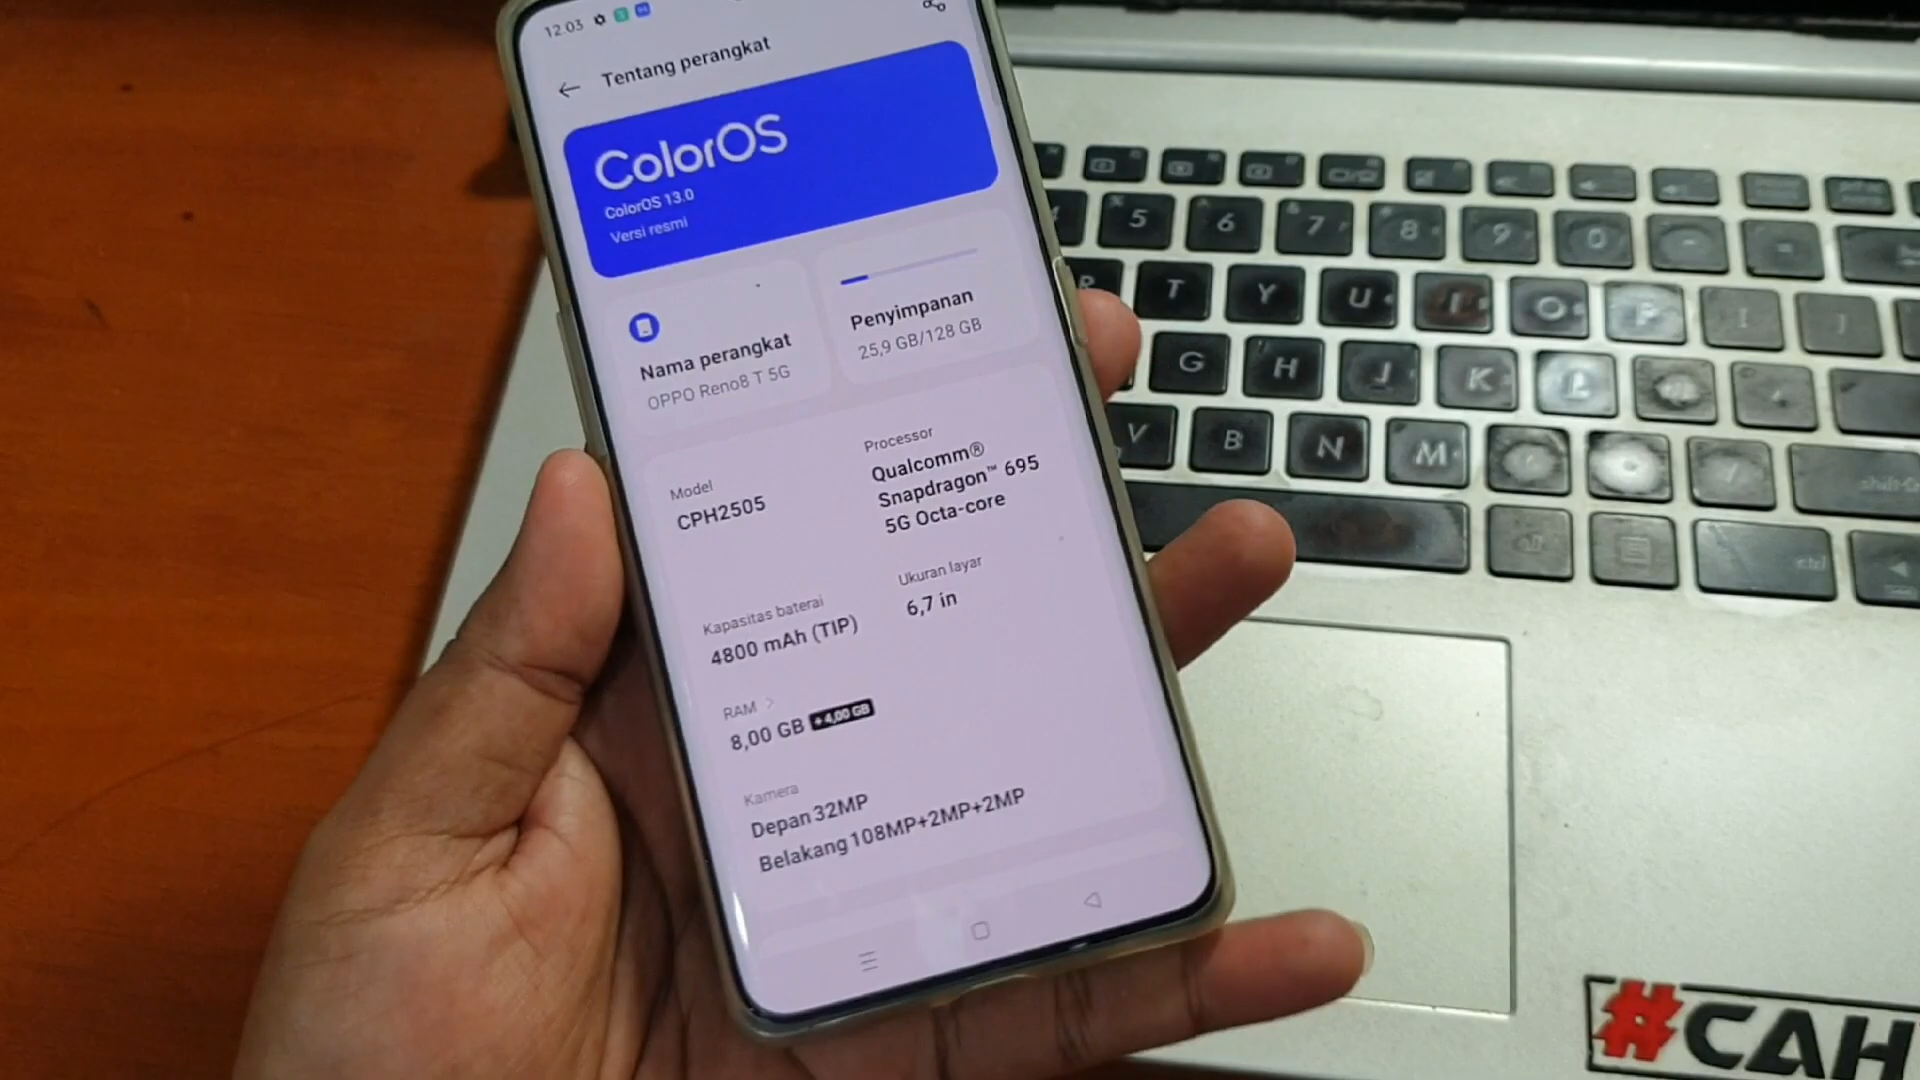 12.03
Tentang perangkat
ColorOS
ColorOS 13.0
Versi resmi
Nama perangkat
OPPO Reno8 T 5G
Penyimpanan
25,9 GB/128 GB
Model
CPH2505
Processor
Qualcomm®
Snapdragon™ 695
5G Octa-core
Kapasitas baterai
4800 mAh (TIP)
Ukuran layar
6,7 in
RAM >
8,00 GB +4,00 GB
Kamera
Depan 32MP
Belakang 108MP+2MP+2MP
5 6 7 8 9 0 - =
R T Y U I O P [ ]
G H J K L
V B N M
shift
alt ctrl
#CAH